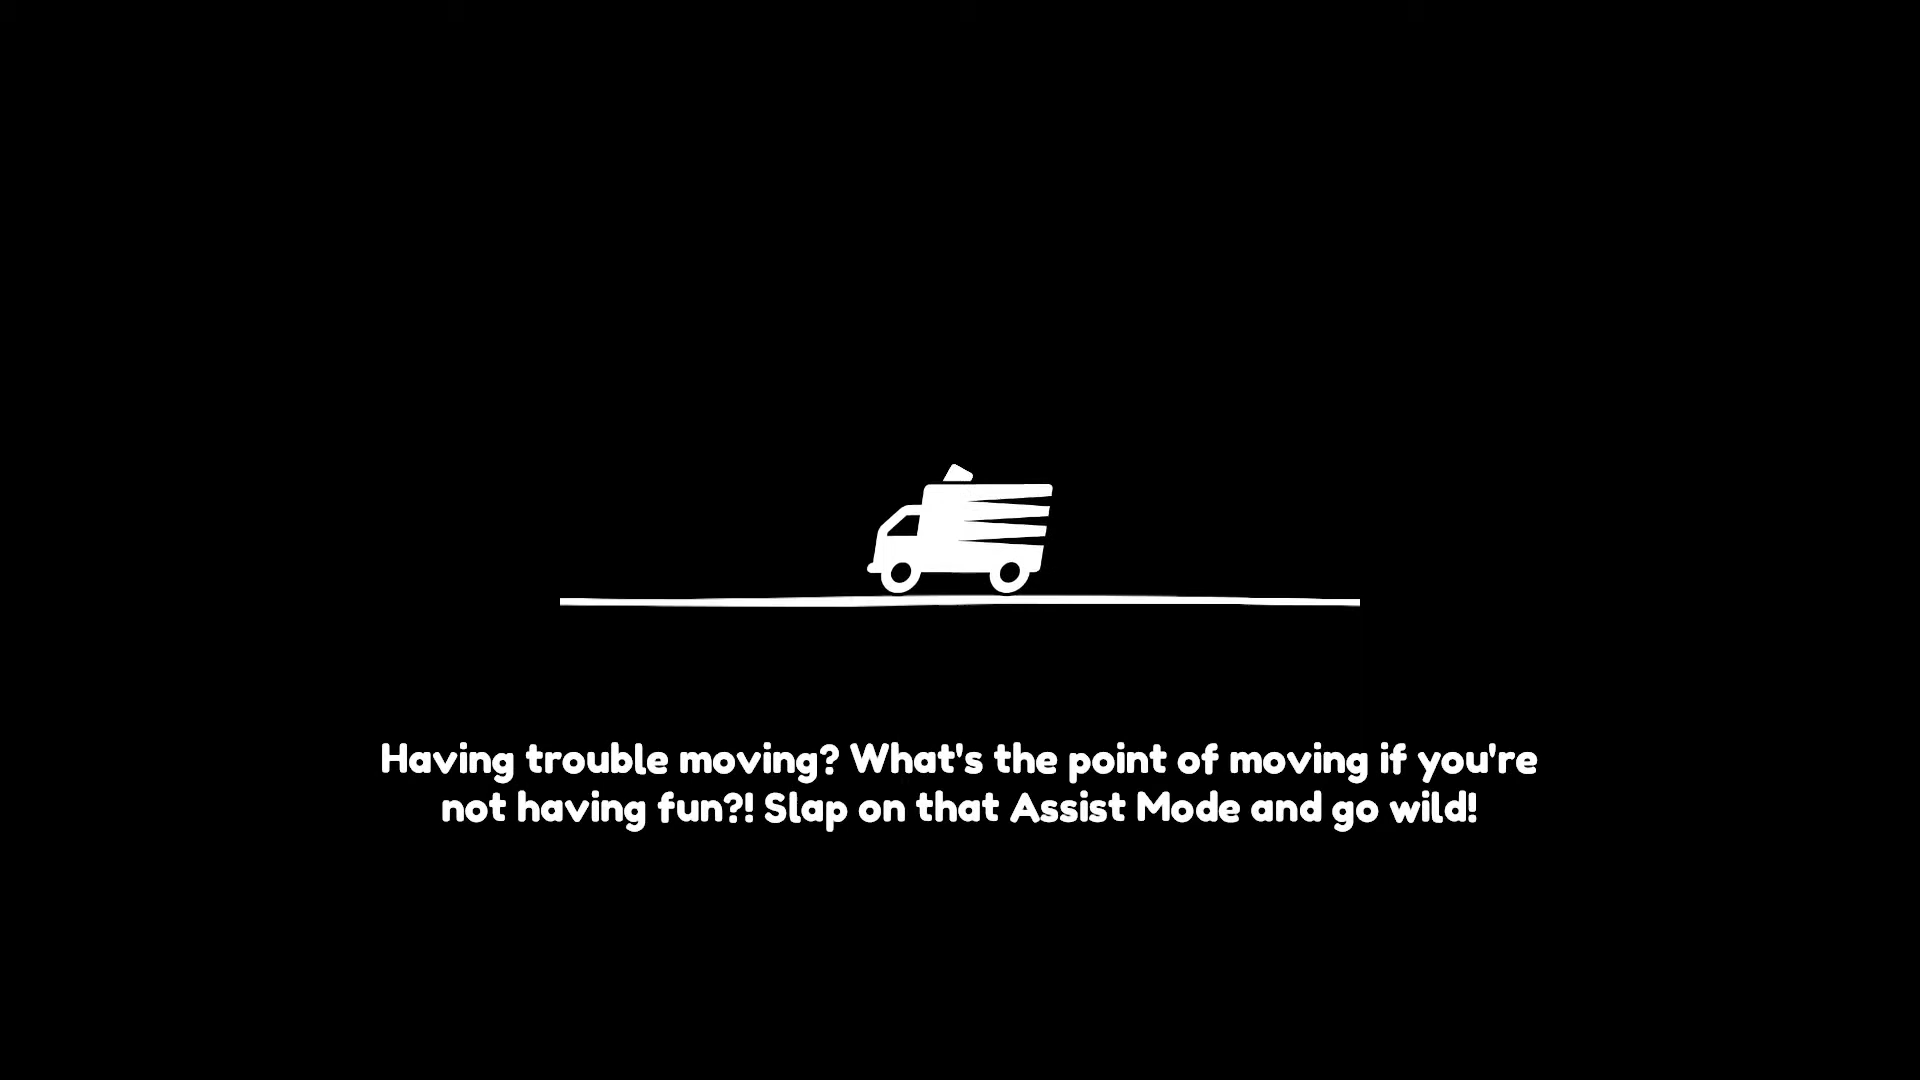 Having trouble moving? What's the point of moving if you're
not having fun?! Slap on that Assist Mode and go wild!